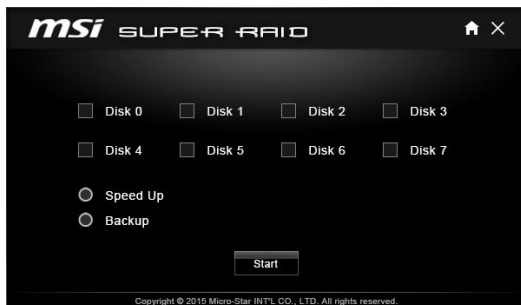 msi SUPER RAID
Disk 0 Disk 1 Disk 2 Disk 3
Disk 4 Disk 5 Disk 6 Disk 7
Speed Up
Backup
Start
Copyright © 2015 Micro-Star INT'L CO., LTD. All rights reserved.